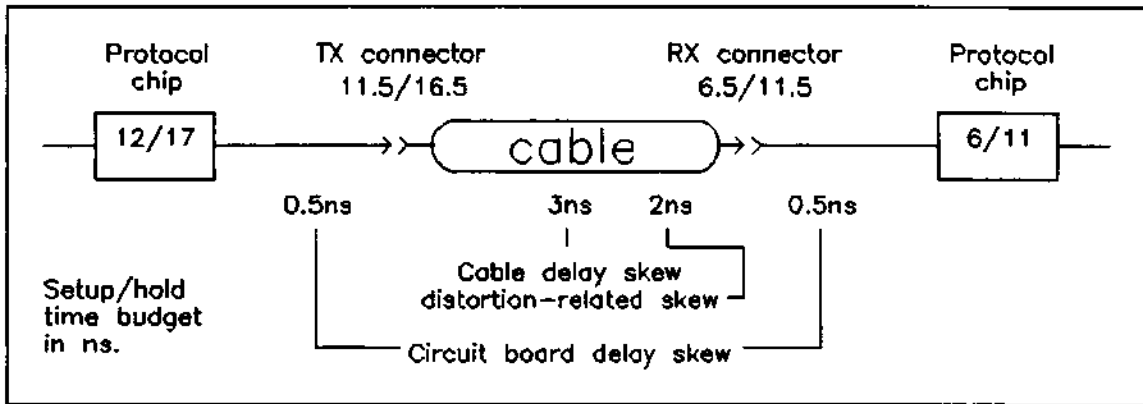 Protocol
chip
TX connector
11.5/16.5
RX connector
6.5/11.5
Protocol
chip
12/17
cable
6/11
0.5ns
3ns
2ns
0.5ns
Cable delay skew
distortion-related skew
Setup/hold
time budget
in ns.
Circuit board delay skew